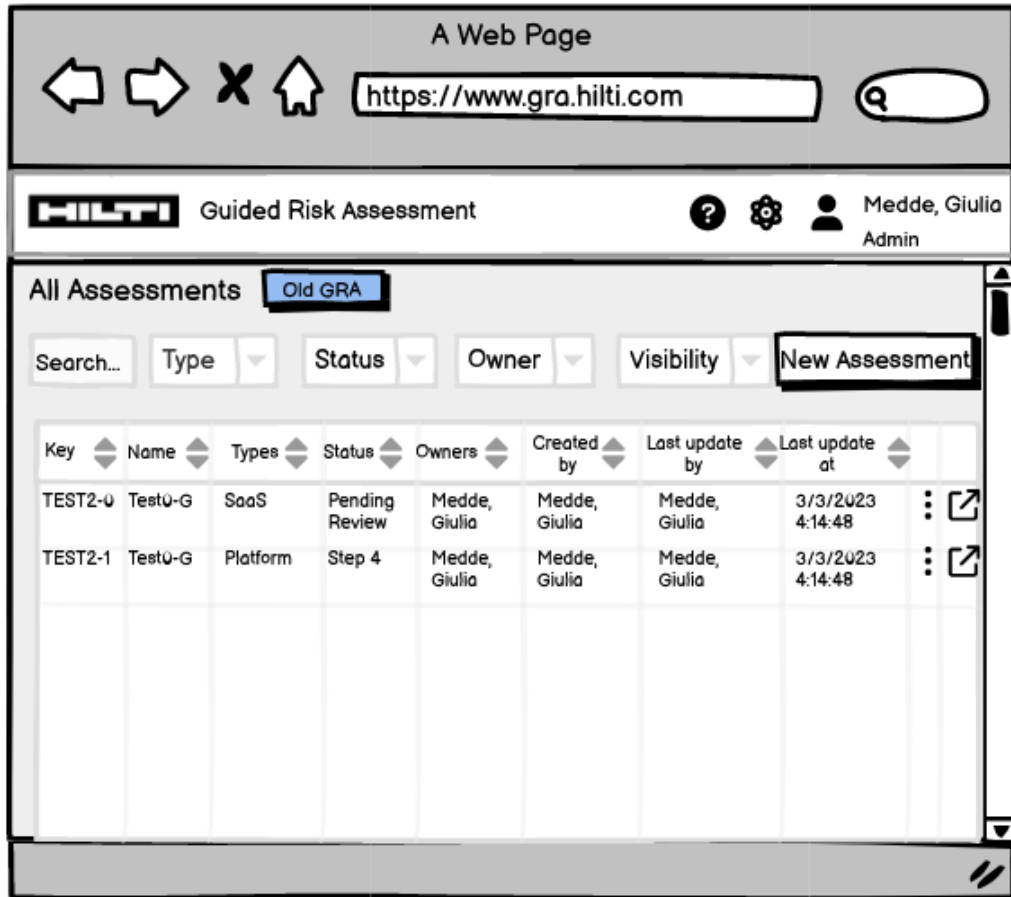 A Web Page
https://www.gra.hilti.com
HILTI Guided Risk Assessment ? Medde, Giulia
Admin
All Assessments Old GRA
Search... Type Status Owner Visibility New Assessment
Key Name Types Status Owners Created by Last update by Last update at
TEST2-0 Test0-G SaaS Pending Review Medde, Giulia Medde, Giulia Medde, Giulia 3/3/2023 4:14:48
TEST2-1 Test0-G Platform Step 4 Medde, Giulia Medde, Giulia Medde, Giulia 3/3/2023 4:14:48